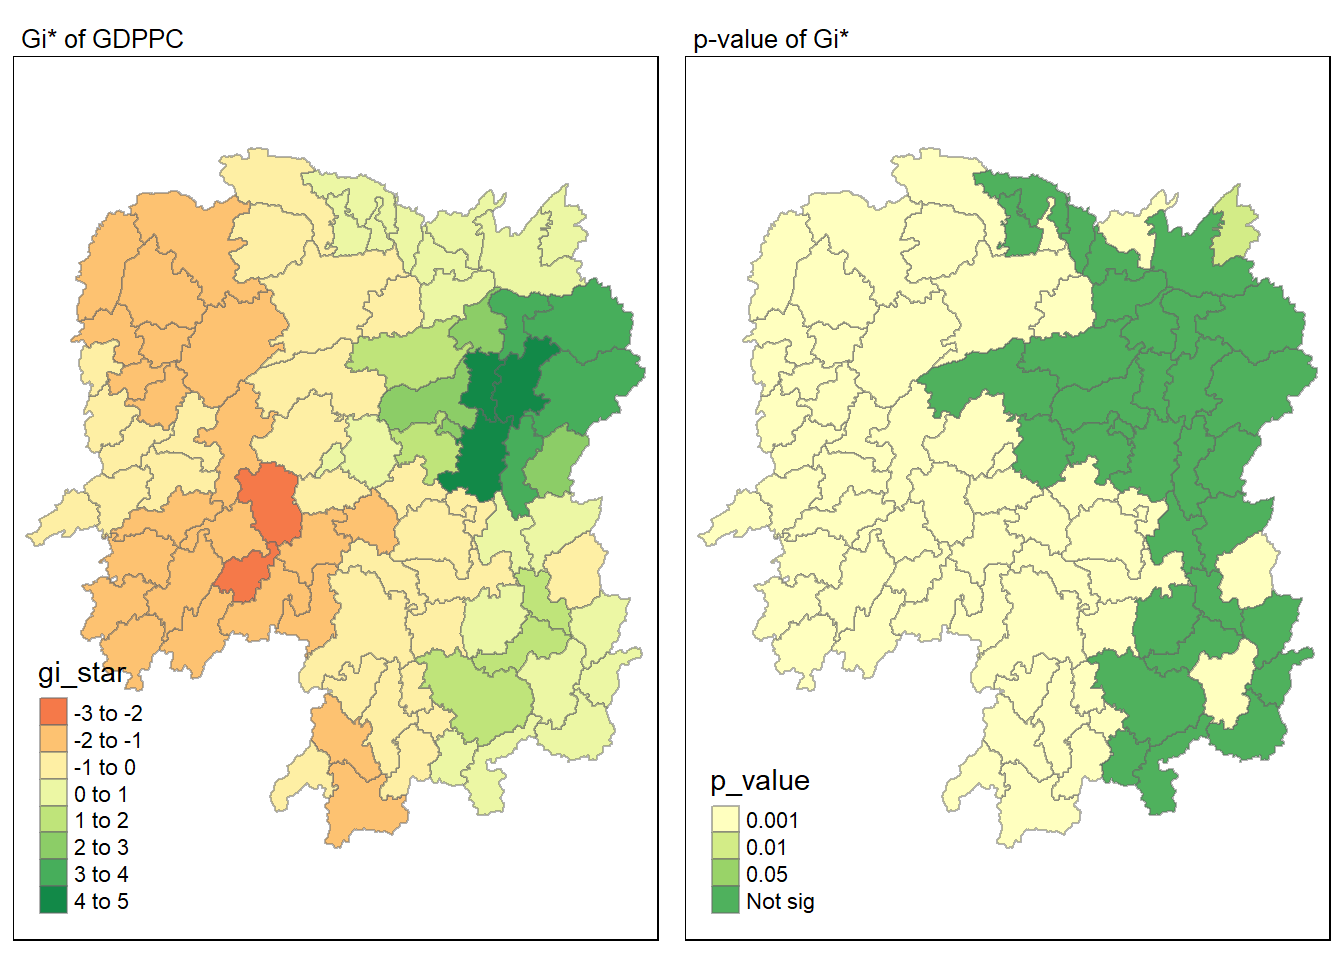 Gi* of GDPPC
gi_star
-3 to -2
-2 to -1
-1 to 0
0 to 1
1 to 2
2 to 3
3 to 4
4 to 5
p-value of Gi*
p_value
0.001
0.01
0.05
Not sig